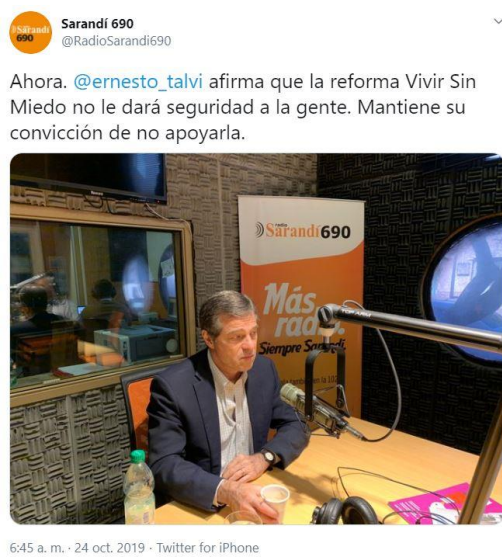 Sarandí 690
@RadioSarandi690
Ahora. @ernesto_talvi afirma que la reforma Vivir Sin
Miedo no le dará seguridad a la gente. Mantiene su
convicción de no apoyarla.
radio
Sarandí 690
Más
radio.
Siempre Sarandí
6:45 a. m. · 24 oct. 2019 · Twitter for iPhone